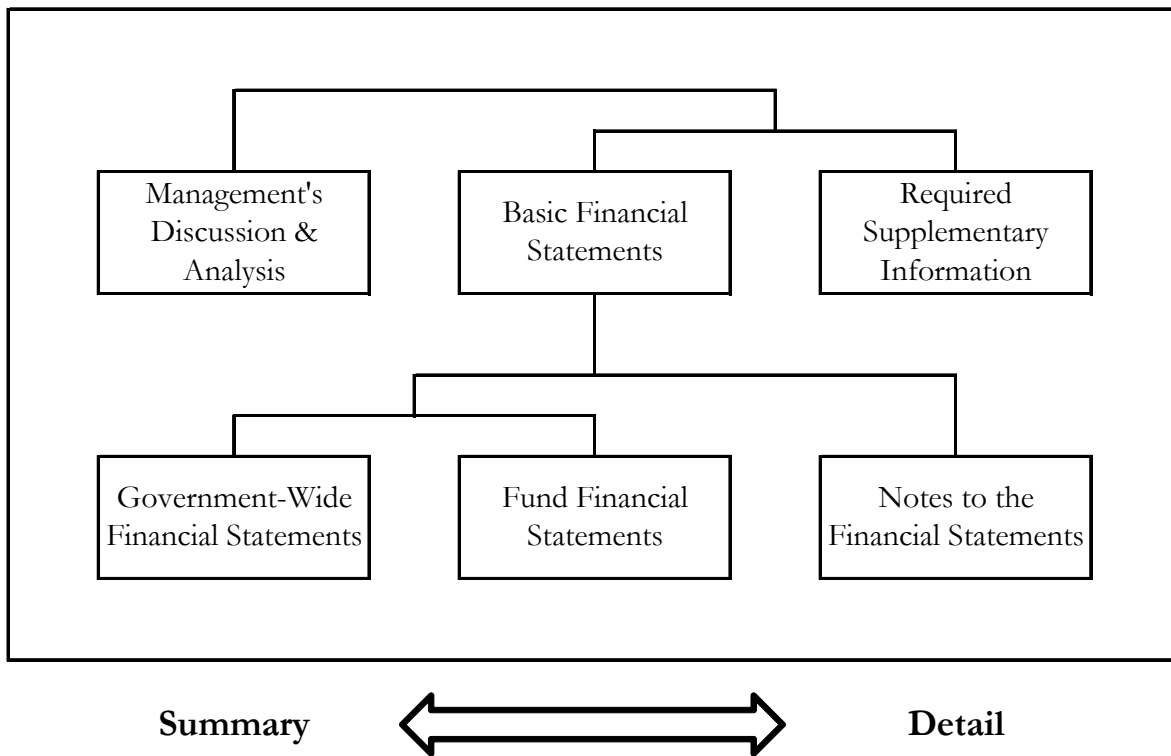 Management's
Discussion &
Analysis
Basic Financial
Statements
Required
Supplementary
Information
Government-Wide
Financial Statements
Fund Financial
Statements
Notes to the
Financial Statements
Summary
Detail